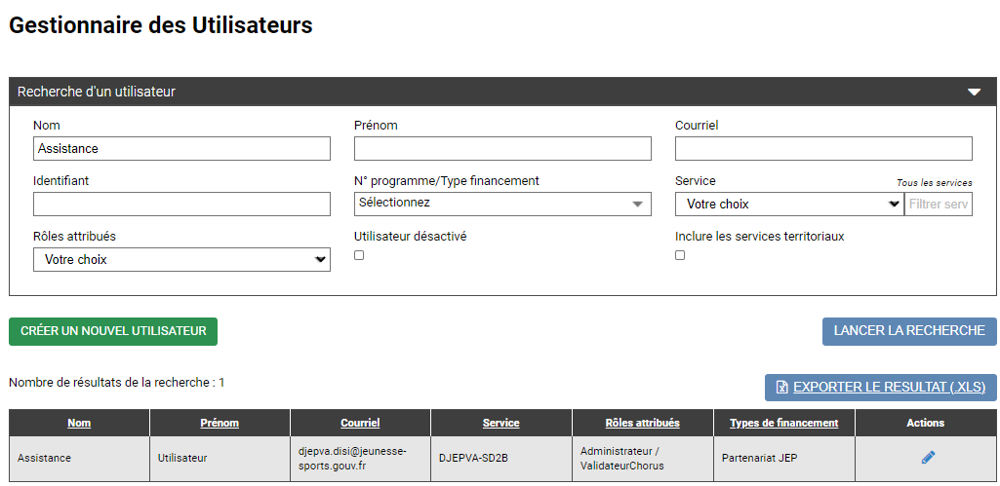 Gestionnaire des Utilisateurs
Recherche d'un utilisateur
Nom
Prénom
Courriel
Assistance
Identifiant
N° programme/Type financement
Service
Tous les services
Sélectionnez
Votre choix
Filtrer serv
Rôles attribués
Utilisateur désactivé
Inclure les services territoriaux
Votre choix
CRÉER UN NOUVEL UTILISATEUR
LANCER LA RECHERCHE
Nombre de résultats de la recherche : 1
EXPORTER LE RESULTAT (.XLS)
Nom Prénom Courriel Service Rôles attribués Types de financement Actions
Assistance
Utilisateur
djepva.disi@jeunesse-
sports.gouv.fr
DJEPVA-SD2B
Administrateur /
ValidateurChorus
Partenariat JEP